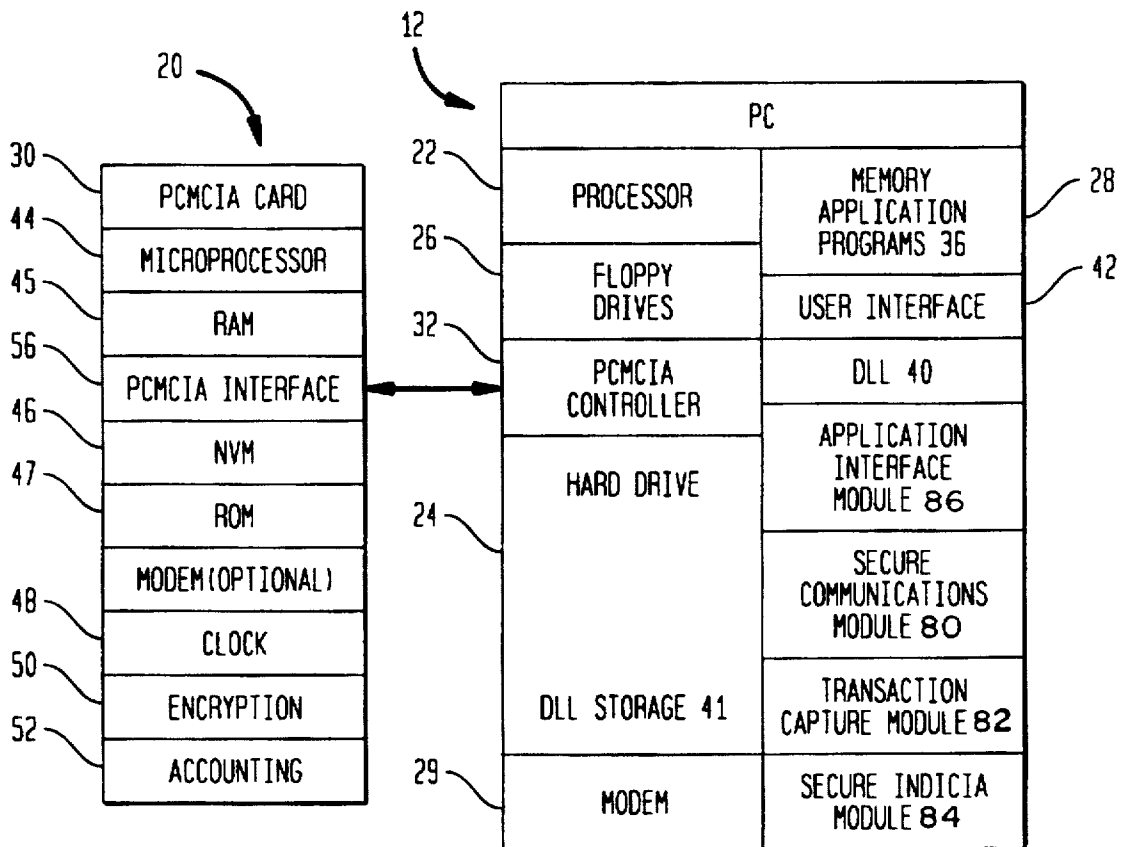 20
12
30
44
45
56
46
47
48
50
52
PCMCIA CARD
MICROPROCESSOR
RAM
PCMCIA INTERFACE
NVM
ROM
MODEM(OPTIONAL)
CLOCK
ENCRYPTION
ACCOUNTING
22
26
32
24
29
PC
PROCESSOR
FLOPPY
DRIVES
PCMCIA
CONTROLLER
HARD DRIVE
DLL STORAGE 41
MODEM
MEMORY
APPLICATION
PROGRAMS 36
USER INTERFACE
DLL 40
APPLICATION
INTERFACE
MODULE 86
SECURE
COMMUNICATIONS
MODULE 80
TRANSACTION
CAPTURE MODULE 82
SECURE INDICIA
MODULE 84
28
42